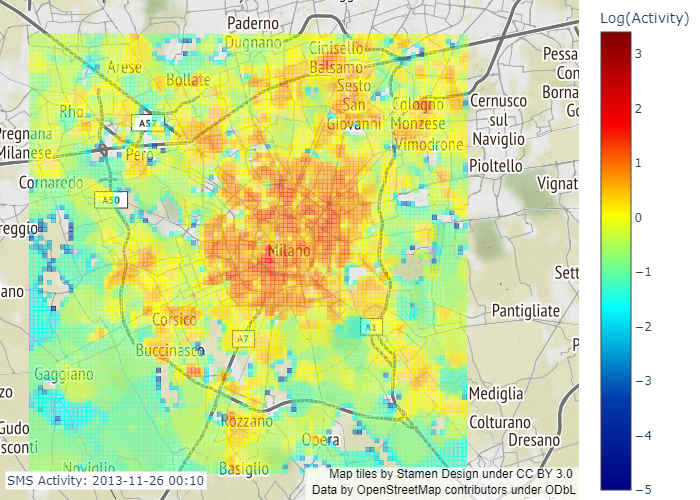 Log(Activity)
Paderno
Dugnano
Cinisello
Balsamo
Arese
Bollate
Sesto
San
Giovanni
Pessa
Con
Borna
Go
Rho
Cologno
Monzese
Cernusco
sul
Naviglio
A52
Vimodrone
Pregnana
Milanese
Pero
Pioltello
Cornaredo
Vignat
A50
reggio
Milano
Sett
ano
Pantigliate
Corsico
A1
A7
P
Buccinasco
Gaggiano
zo
Mediglia
Rozzano
Colturano
Gudo
sconti
Opera
Dresano
Noviglio
Basiglio
SMS Activity: 2013-11-26 00:10
Map tiles by Stamen Design under CC BY 3.0
Data by OpenStreetMap contributors under ODbL
3
2
1
0
−1
−2
−3
−4
−5